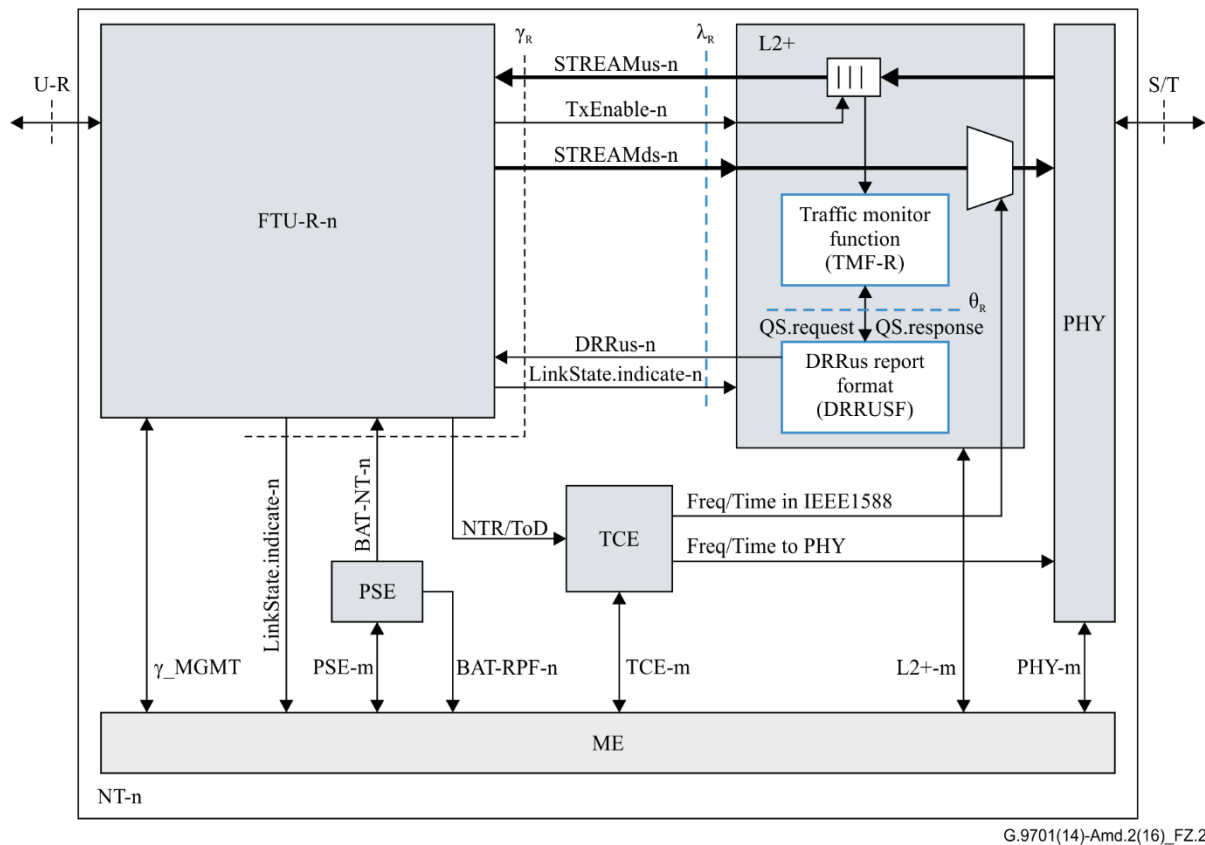 γR
λR
L2+
U-R
STREAMus-n
S/T
TxEnable-n
STREAMds-n
FTU-R-n
Traffic monitor
function
(TMF-R)
θR
PHY
QS.request
QS.response
DRRus-n
DRRus report
format
(DRRUSF)
LinkState.indicate-n
BAT-NT-n
LinkState.indicate-n
NTR/ToD
TCE
Freq/Time in IEEE1588
Freq/Time to PHY
PSE
γ_MGMT
PSE-m
BAT-RPF-n
TCE-m
L2+-m
PHY-m
ME
NT-n
G.9701(14)-Amd.2(16)_FZ.2